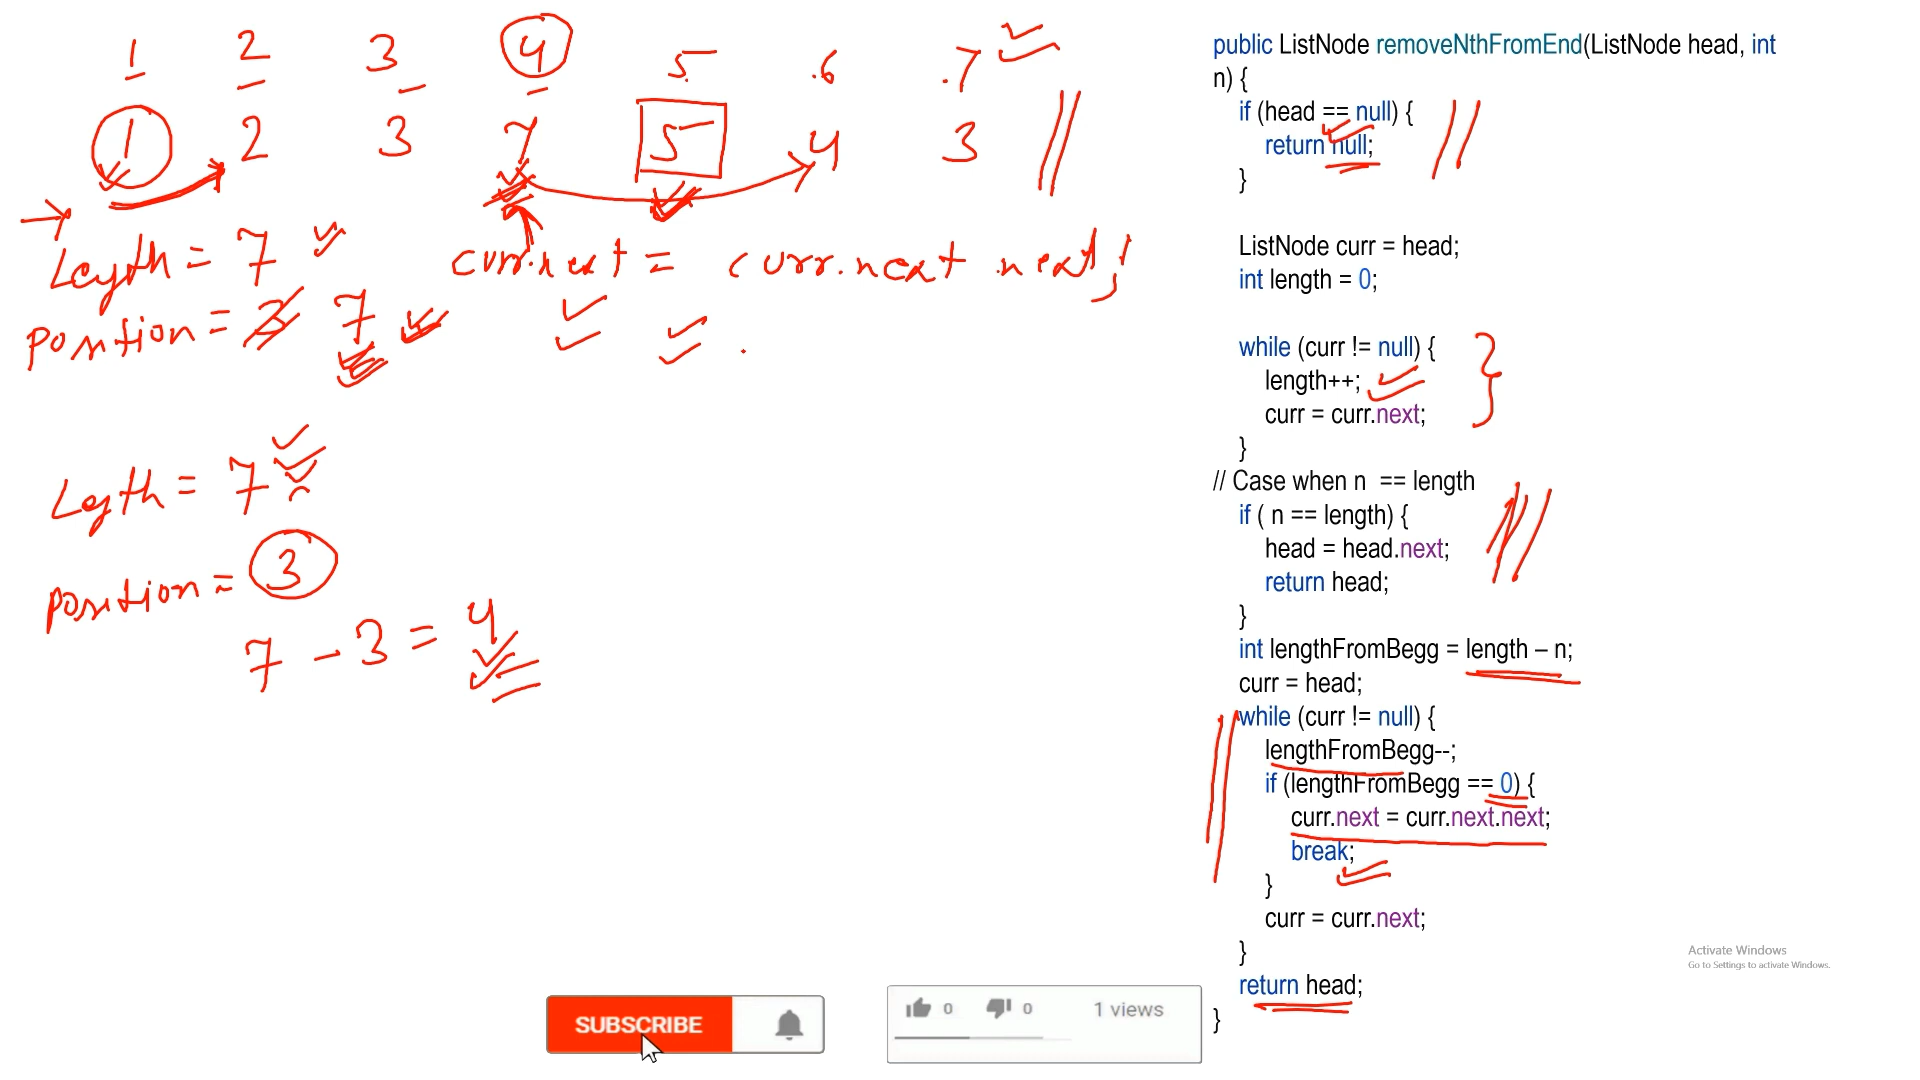 1 2 3 4 5 .6 .7
1 2 3 7 5 4 3
Length = 7
curr.next = curr.next.next;
Position = 3 7
Legth = 7
Position = 3
7 - 3 = 4
public ListNode removeNthFromEnd(ListNode head, int
n) {
if (head == null) {
return null;
}
ListNode curr = head;
int length = 0;
while (curr != null) {
length++;
curr = curr.next;
}
// Case when n == length
if ( n == length) {
head = head.next;
return head;
}
int lengthFromBegg = length – n;
curr = head;
while (curr != null) {
lengthFromBegg--;
if (lengthFromBegg == 0) {
curr.next = curr.next.next;
break;
}
curr = curr.next;
}
return head;
}
Activate Windows
Go to Settings to activate Windows.
SUBSCRIBE
0 0 1 views